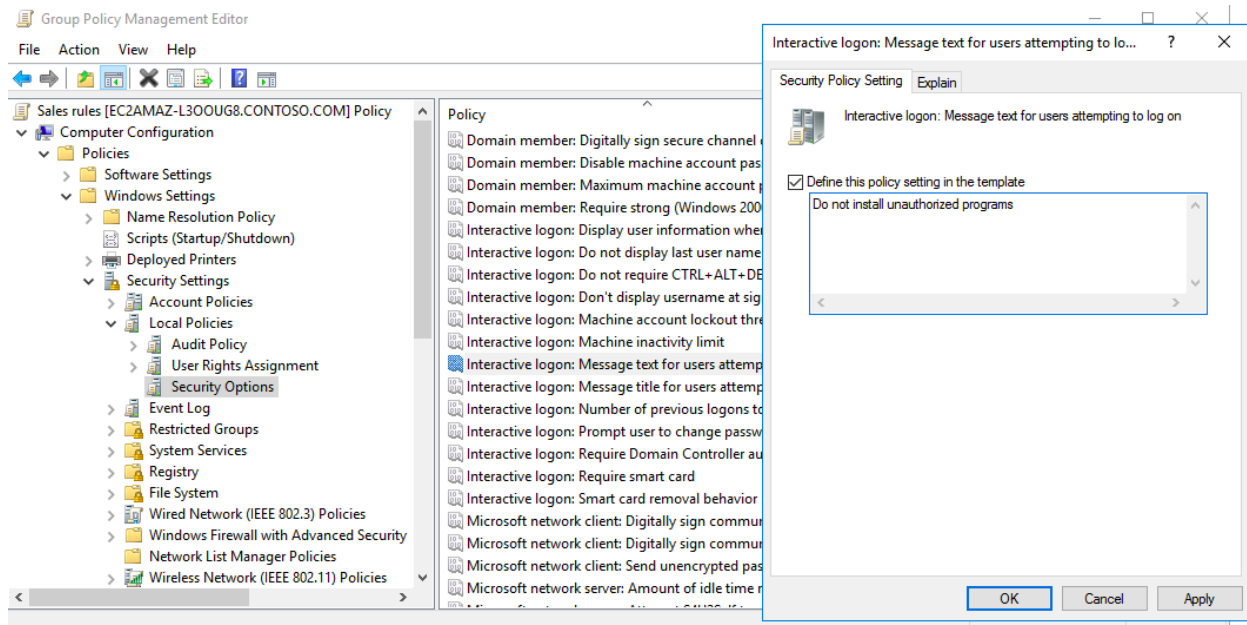 Group Policy Management Editor
File Action View Help
Sales rules [EC2AMAZ-L3OOUG8.CONTOSO.COM] Policy
Computer Configuration
Policies
Software Settings
Windows Settings
Name Resolution Policy
Scripts (Startup/Shutdown)
Deployed Printers
Security Settings
Account Policies
Local Policies
Audit Policy
User Rights Assignment
Security Options
Event Log
Restricted Groups
System Services
Registry
File System
Wired Network (IEEE 802.3) Policies
Windows Firewall with Advanced Security
Network List Manager Policies
Wireless Network (IEEE 802.11) Policies
Policy
Domain member: Digitally sign secure channel
Domain member: Disable machine account pas
Domain member: Maximum machine account p
Domain member: Require strong (Windows 200
Interactive logon: Display user information whe
Interactive logon: Do not display last user name
Interactive logon: Do not require CTRL+ALT+DE
Interactive logon: Don't display username at sig
Interactive logon: Machine account lockout thre
Interactive logon: Machine inactivity limit
Interactive logon: Message text for users attemp
Interactive logon: Message title for users attemp
Interactive logon: Number of previous logons to
Interactive logon: Prompt user to change passw
Interactive logon: Require Domain Controller au
Interactive logon: Require smart card
Interactive logon: Smart card removal behavior
Microsoft network client: Digitally sign commun
Microsoft network client: Digitally sign commun
Microsoft network client: Send unencrypted pas
Microsoft network server: Amount of idle time r
Interactive logon: Message text for users attempting to lo... ? X
Security Policy Setting Explain
Interactive logon: Message text for users attempting to log on
Define this policy setting in the template
Do not install unauthorized programs
OK Cancel Apply